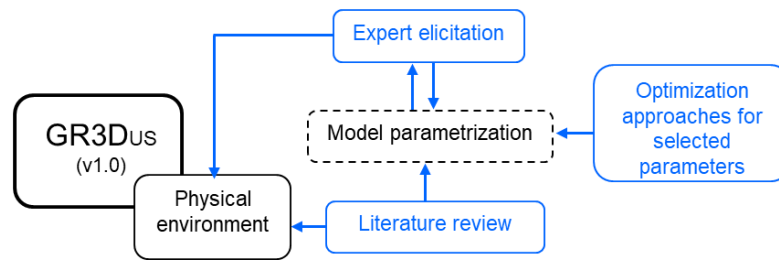 Expert elicitation
GR3DUS
(v1.0)
Model parametrization
Optimization
approaches for
selected
parameters
Physical
environment
Literature review